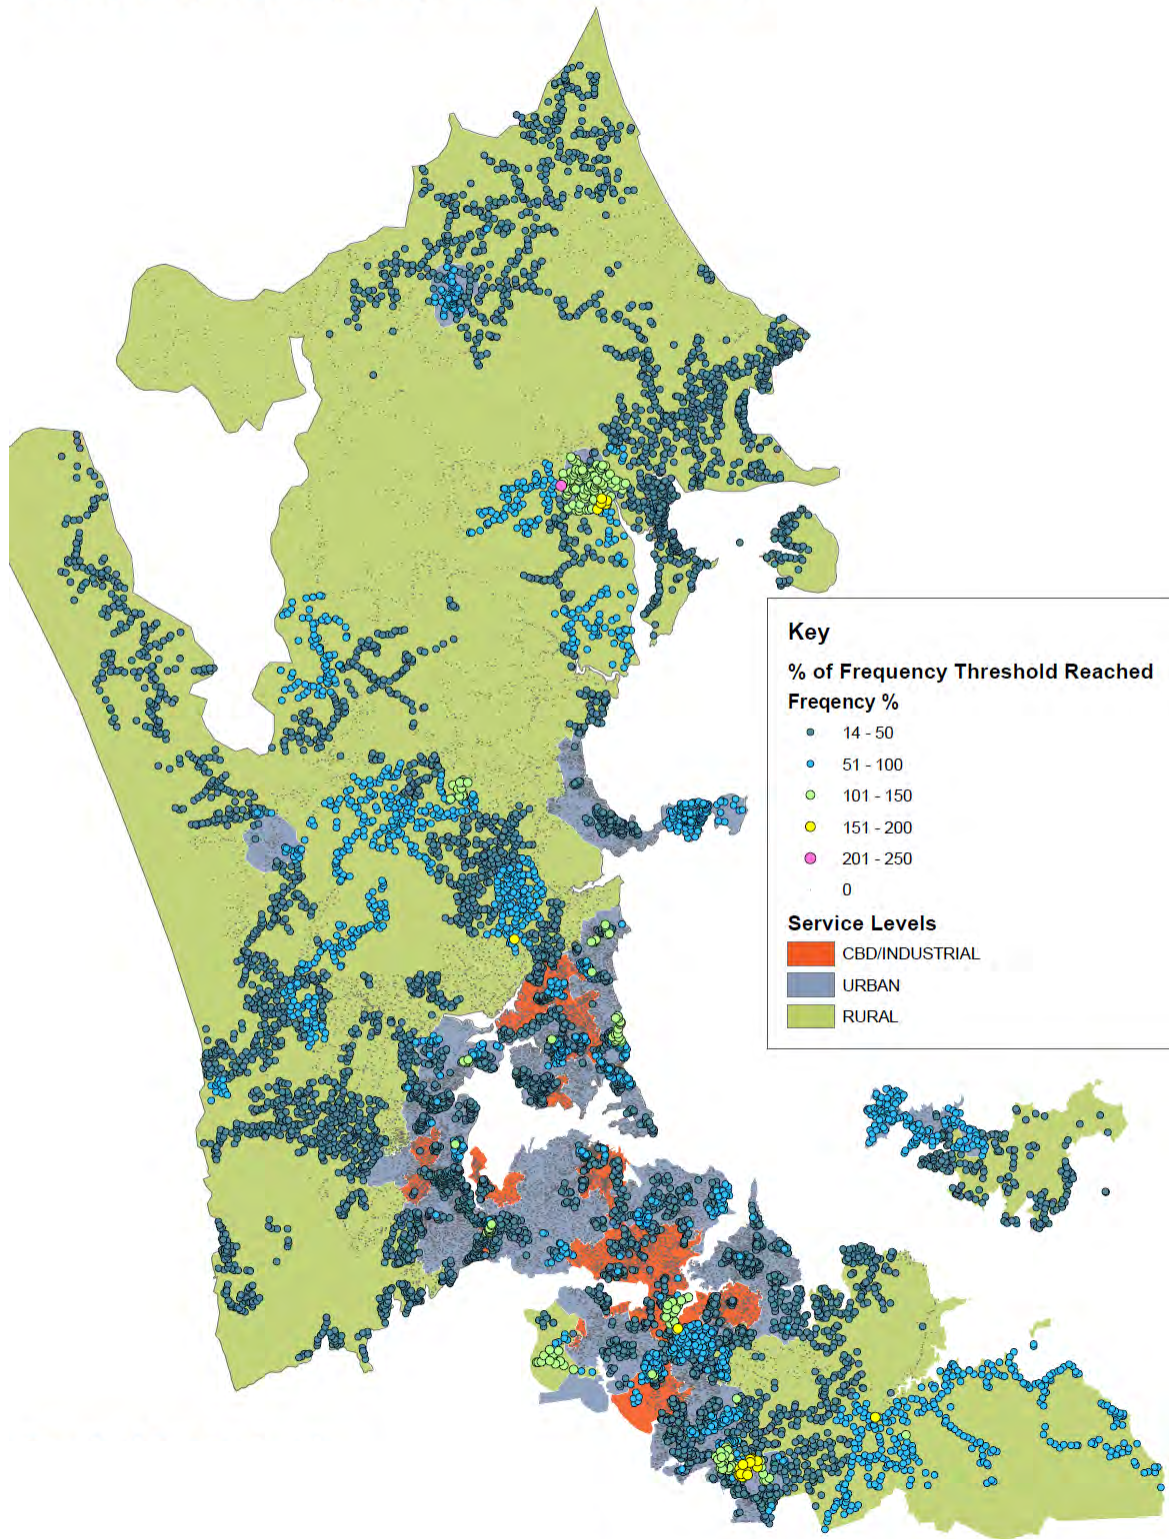 Key
% of Frequency Threshold Reached
Freqency %
14 - 50
51 - 100
101 - 150
151 - 200
201 - 250
0
Service Levels
CBD/INDUSTRIAL
URBAN
RURAL